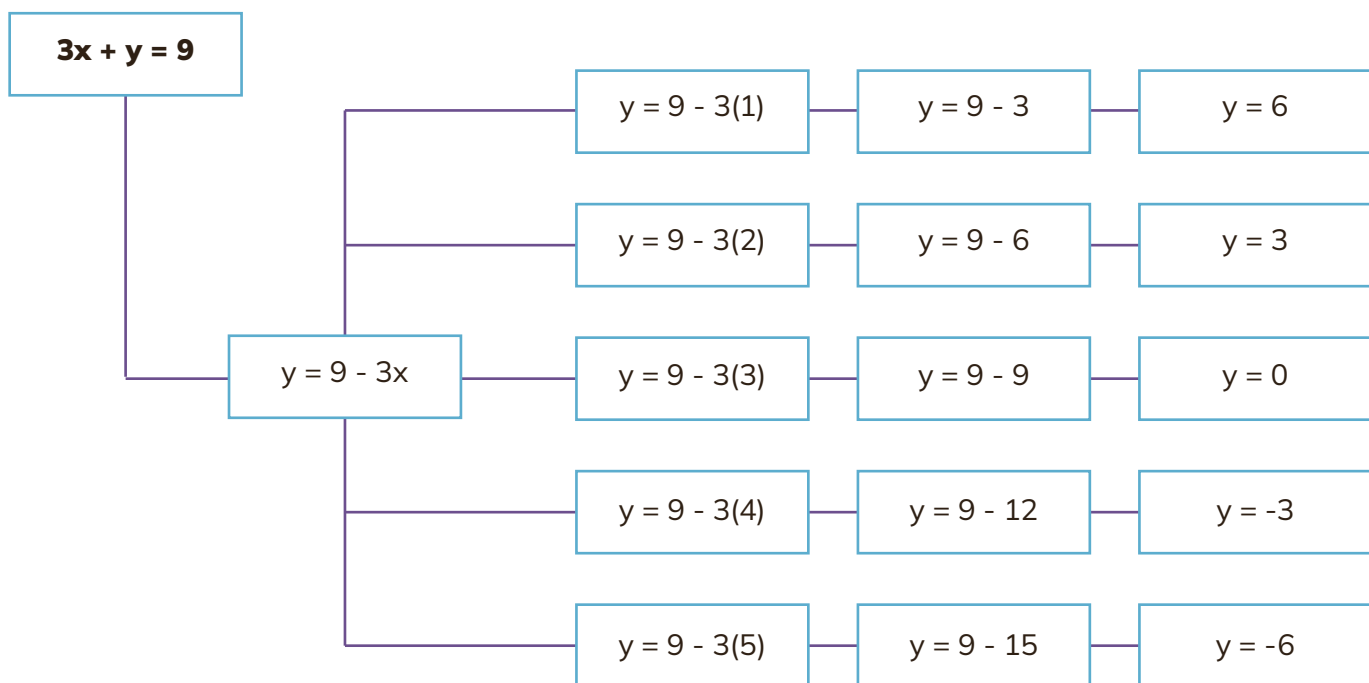 3x + y = 9
y = 9 - 3x
y = 9 - 3(1)
y = 9 - 3
y = 6
y = 9 - 3(2)
y = 9 - 6
y = 3
y = 9 - 3(3)
y = 9 - 9
y = 0
y = 9 - 3(4)
y = 9 - 12
y = -3
y = 9 - 3(5)
y = 9 - 15
y = -6